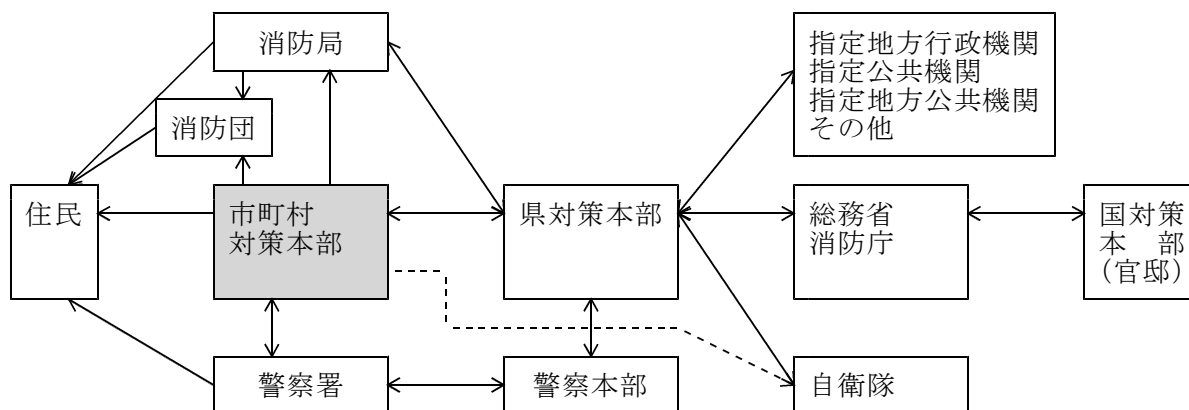 消防局
指定地方行政機関
指定公共機関
指定地方公共機関
その他
消防団
住民
市町村
対策本部
県対策本部
総務省
消防庁
国対策
本部
(官邸)
警察署
警察本部
自衛隊